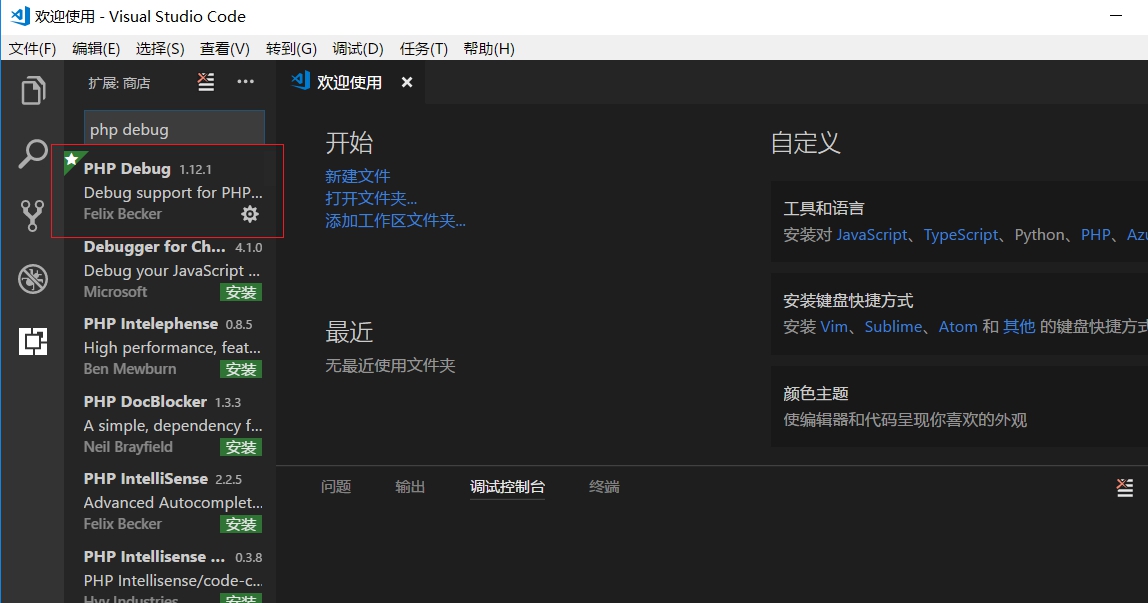 欢迎使用 - Visual Studio Code
文件(F) 编辑(E) 选择(S) 查看(V) 转到(G) 调试(D) 任务(T) 帮助(H)
扩展: 商店
php debug
PHP Debug 1.12.1
Debug support for PHP...
Felix Becker
Debugger for Ch... 4.1.0
Debug your JavaScript ...
Microsoft 安装
PHP Intelephense 0.8.5
High performance, feat...
Ben Mewburn 安装
PHP DocBlocker 1.3.3
A simple, dependency f...
Neil Brayfield 安装
PHP IntelliSense 2.2.5
Advanced Autocomplet...
Felix Becker 安装
PHP Intellisense ... 0.3.8
PHP Intellisense/code-c...
Hvy Industries 安装
欢迎使用
开始
新建文件
打开文件夹...
添加工作区文件夹...
最近
无最近使用文件夹
自定义
工具和语言
安装对 JavaScript、TypeScript、Python、PHP、Azu
安装键盘快捷方式
安装 Vim、Sublime、Atom 和 其他 的键盘快捷方式
颜色主题
使编辑器和代码呈现你喜欢的外观
问题 输出 调试控制台 终端